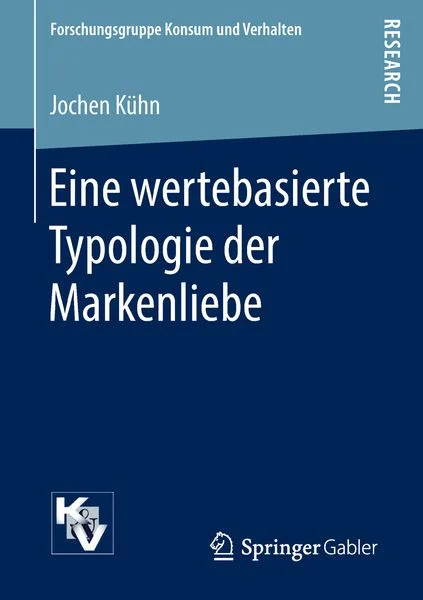 Forschungsgruppe Konsum und Verhalten
RESEARCH
Jochen Kühn
Eine wertebasierte
Typologie der
Markenliebe
K&V
Springer Gabler